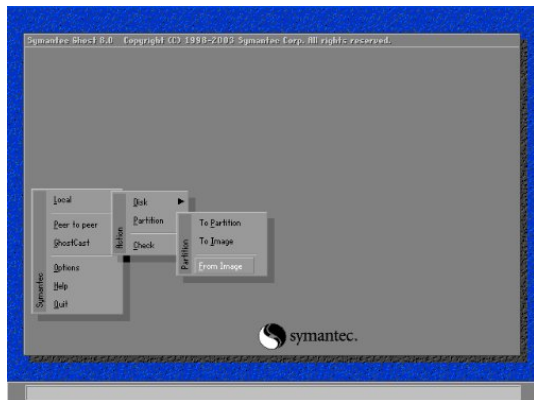 Symantec Ghost 8.0 Copyright (C) 1998-2003 Symantec Corp. All rights reserved.
Symantec
Local
Peer to peer
GhostCast
Options
Help
Quit
Action
Disk
Partition
Check
Partition
To Partition
To Image
From Image
symantec.